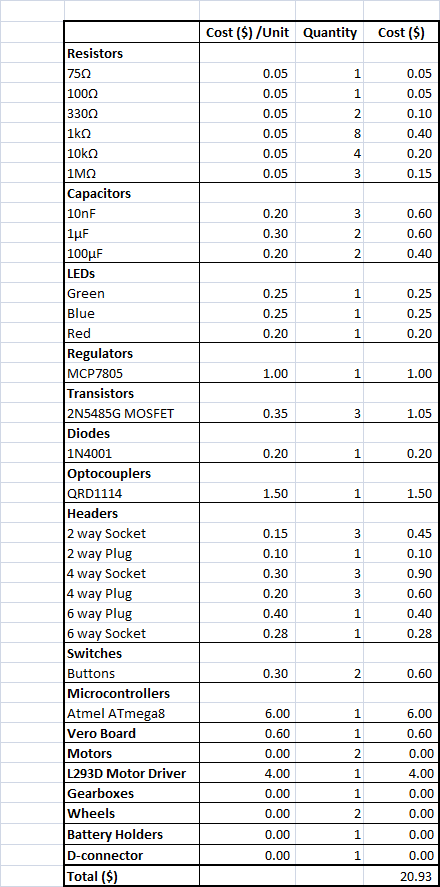 Cost ($) /Unit Quantity Cost ($)
Resistors
75Ω 0.05 1 0.05
100Ω 0.05 1 0.05
330Ω 0.05 2 0.10
1kΩ 0.05 8 0.40
10kΩ 0.05 4 0.20
1MΩ 0.05 3 0.15
Capacitors
10nF 0.20 3 0.60
1µF 0.30 2 0.60
100µF 0.20 2 0.40
LEDs
Green 0.25 1 0.25
Blue 0.25 1 0.25
Red 0.20 1 0.20
Regulators
MCP7805 1.00 1 1.00
Transistors
2N5485G MOSFET 0.35 3 1.05
Diodes
1N4001 0.20 1 0.20
Optocouplers
QRD1114 1.50 1 1.50
Headers
2 way Socket 0.15 3 0.45
2 way Plug 0.10 1 0.10
4 way Socket 0.30 3 0.90
4 way Plug 0.20 3 0.60
6 way Plug 0.40 1 0.40
6 way Socket 0.28 1 0.28
Switches
Buttons 0.30 2 0.60
Microcontrollers
Atmel ATmega8 6.00 1 6.00
Vero Board 0.60 1 0.60
Motors 0.00 2 0.00
L293D Motor Driver 4.00 1 4.00
Gearboxes 0.00 1 0.00
Wheels 0.00 2 0.00
Battery Holders 0.00 1 0.00
D-connector 0.00 1 0.00
Total ($) 20.93